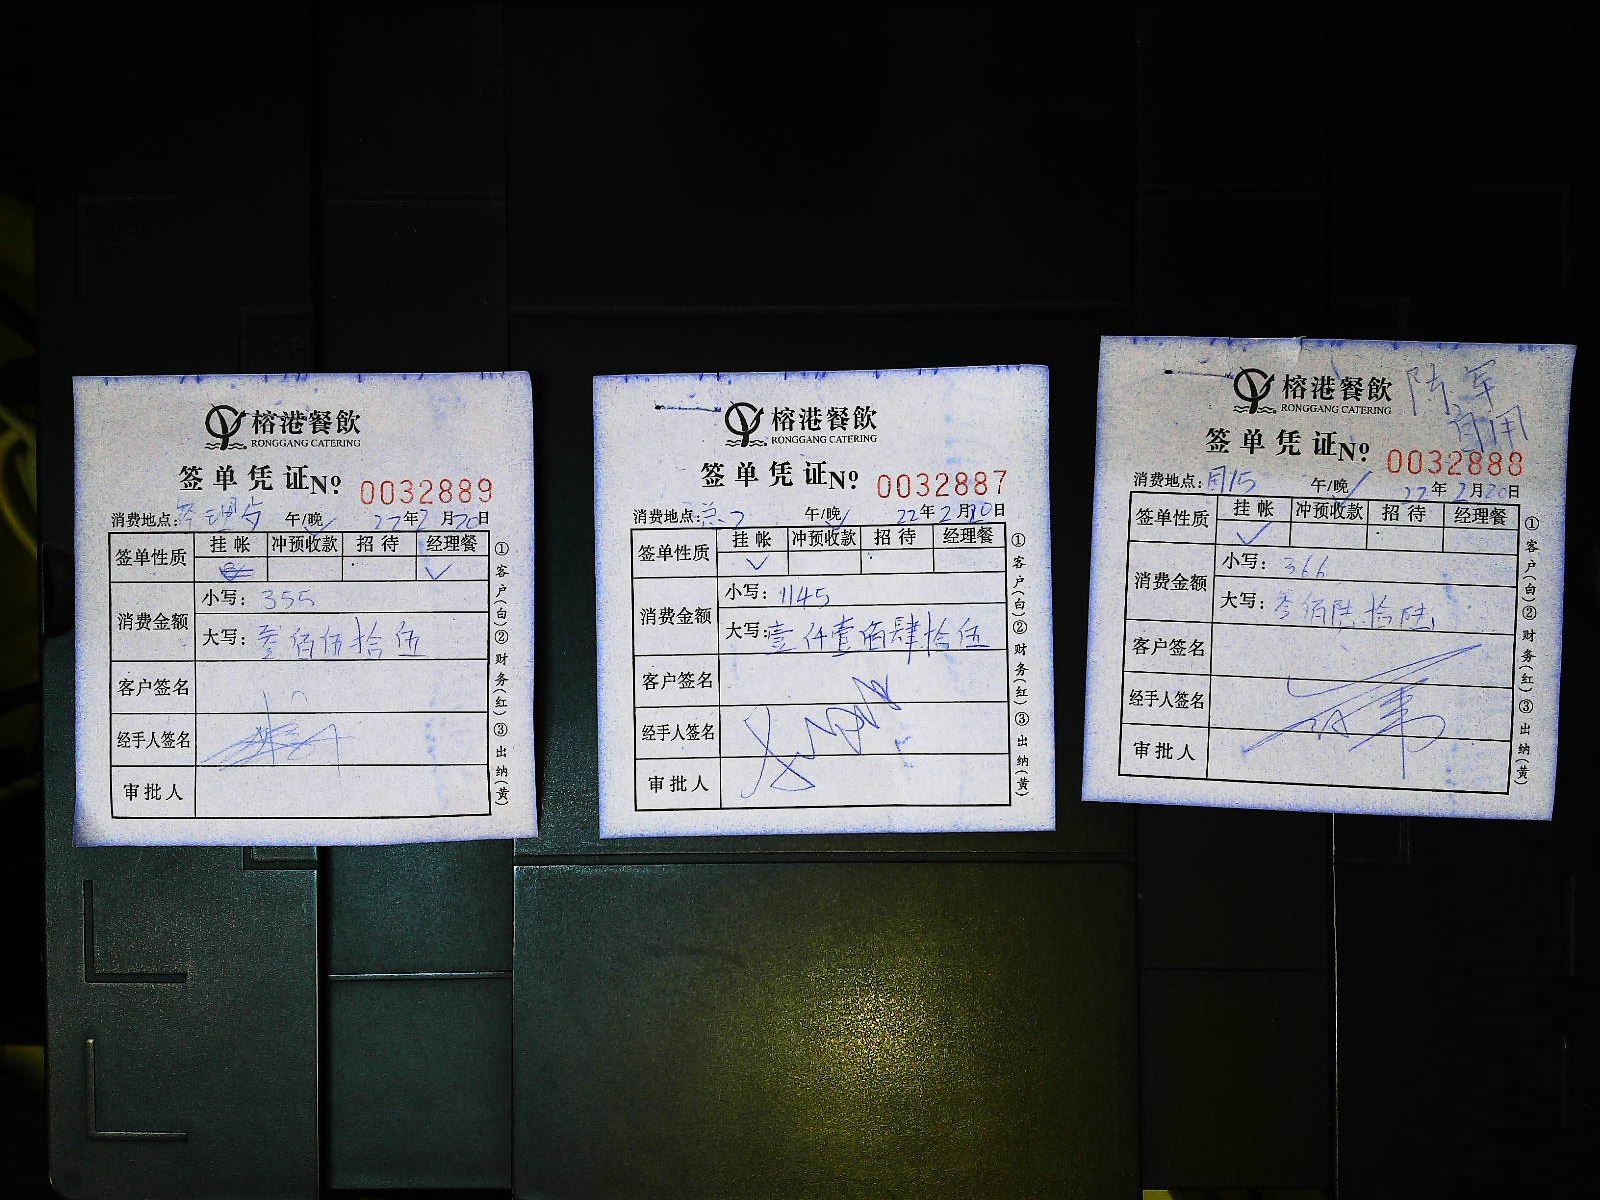 榕港餐飲
RONGGANG CATERING
签单凭证№ 0032889
消费地点: 午/晚√ 22年2月20日
签单性质 挂帐 冲预收款 招待 经理餐
√
消费金额 小写: 355
大写: 叁佰伍拾伍
客户签名
经手人签名
审批人
①客户(白)②财务(红)③出纳(黄)
榕港餐飲
RONGGANG CATERING
签单凭证№ 0032887
消费地点: 午/晚√ 22年2月20日
签单性质 挂帐 冲预收款 招待 经理餐
√
消费金额 小写: 1145
大写: 壹仟壹佰肆拾伍
客户签名
经手人签名
审批人
①客户(白)②财务(红)③出纳(黄)
榕港餐飲
RONGGANG CATERING
陈军
签单凭证№ 0032888
消费地点: 午/晚√ 22年2月20日
签单性质 挂帐 冲预收款 招待 经理餐
√
消费金额 小写: 366
大写: 叁佰陆拾陆
客户签名
经手人签名
审批人
①客户(白)②财务(红)③出纳(黄)